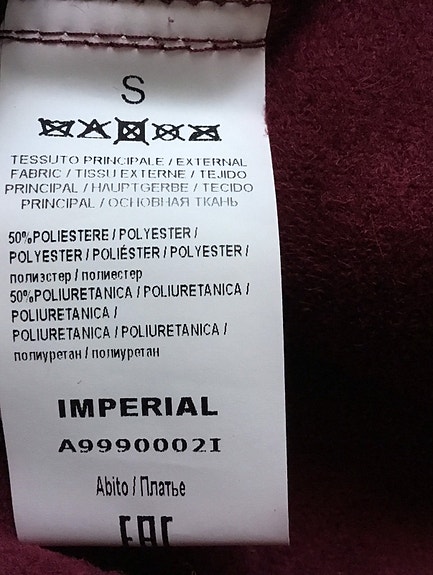 S
TESSUTO PRINCIPALE / EXTERNAL
FABRIC / TISSU EXTERNE / TEJIDO
PRINCIPAL / HAUPTGERBE / TECIDO
PRINCIPAL / ОСНОВНАЯ ТКАНЬ
50%POLIESTERE / POLYESTER /
POLYESTER / POLIÉSTER / POLYESTER /
полиэстер / полиестер
50%POLIURETANICA / POLIURETANICA /
POLIURETANICA /
POLIURETANICA / POLIURETANICA /
полиуретан / полиуретан
IMPERIAL
A9990002I
Abito / Платье
EAC